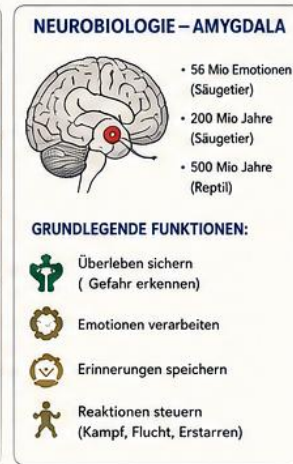 NEUROBIOLOGIE – AMYGDALA
• 56 Mio Emotionen
(Säugetier)
• 200 Mio Jahre
(Säugetier)
• 500 Mio Jahre
(Reptil)
GRUNDLEGENDE FUNKTIONEN:
Überleben sichern
( Gefahr erkennen)
Emotionen verarbeiten
Erinnerungen speichern
Reaktionen steuern
(Kampf, Flucht, Erstarren)